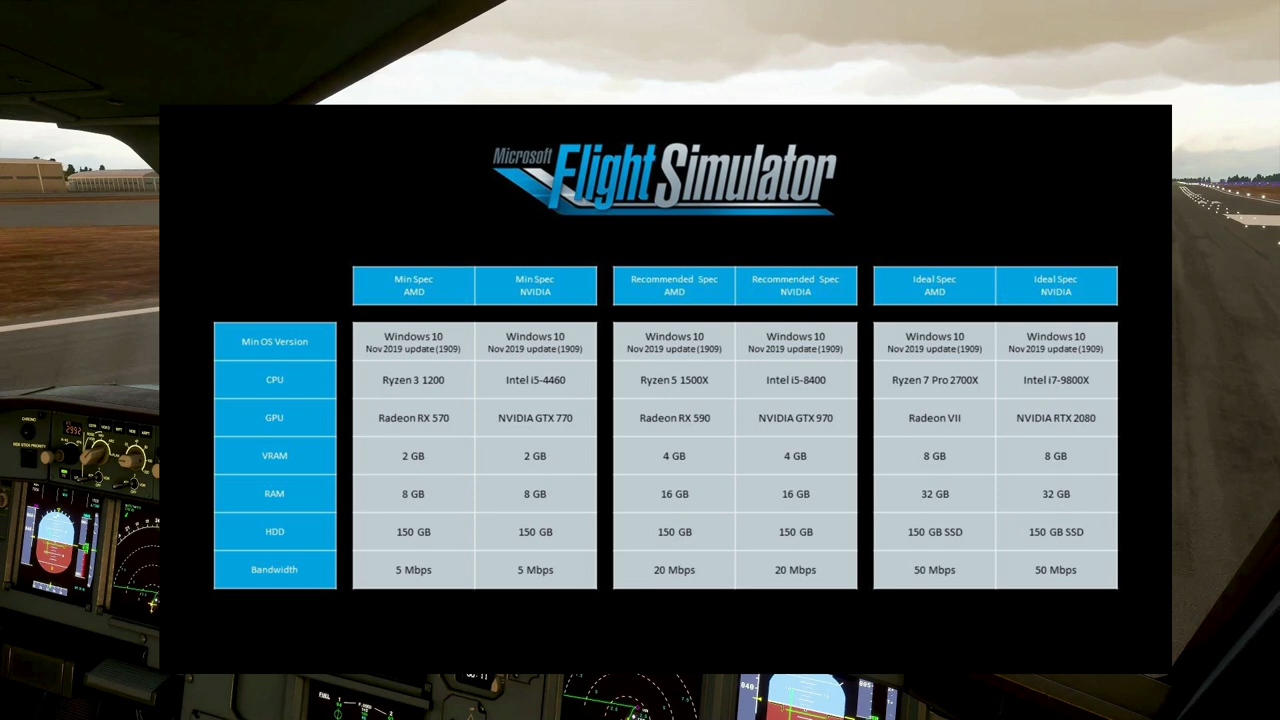 Microsoft Flight Simulator
Min Spec AMD
Min Spec NVIDIA
Recommended Spec AMD
Recommended Spec NVIDIA
Ideal Spec AMD
Ideal Spec NVIDIA
Min OS Version
Windows 10 Nov 2019 update (1909)
Windows 10 Nov 2019 update (1909)
Windows 10 Nov 2019 update (1909)
Windows 10 Nov 2019 update (1909)
Windows 10 Nov 2019 update (1909)
Windows 10 Nov 2019 update (1909)
CPU
Ryzen 3 1200
Intel i5-4460
Ryzen 5 1500X
Intel i5-8400
Ryzen 7 Pro 2700X
Intel i7-9800X
GPU
Radeon RX 570
NVIDIA GTX 770
Radeon RX 590
NVIDIA GTX 970
Radeon VII
NVIDIA RTX 2080
VRAM
2 GB
2 GB
4 GB
4 GB
8 GB
8 GB
RAM
8 GB
8 GB
16 GB
16 GB
32 GB
32 GB
HDD
150 GB
150 GB
150 GB
150 GB
150 GB SSD
150 GB SSD
Bandwidth
5 Mbps
5 Mbps
20 Mbps
20 Mbps
50 Mbps
50 Mbps
CHRONO
2992
SIDE STICK PRIORITY
FUEL